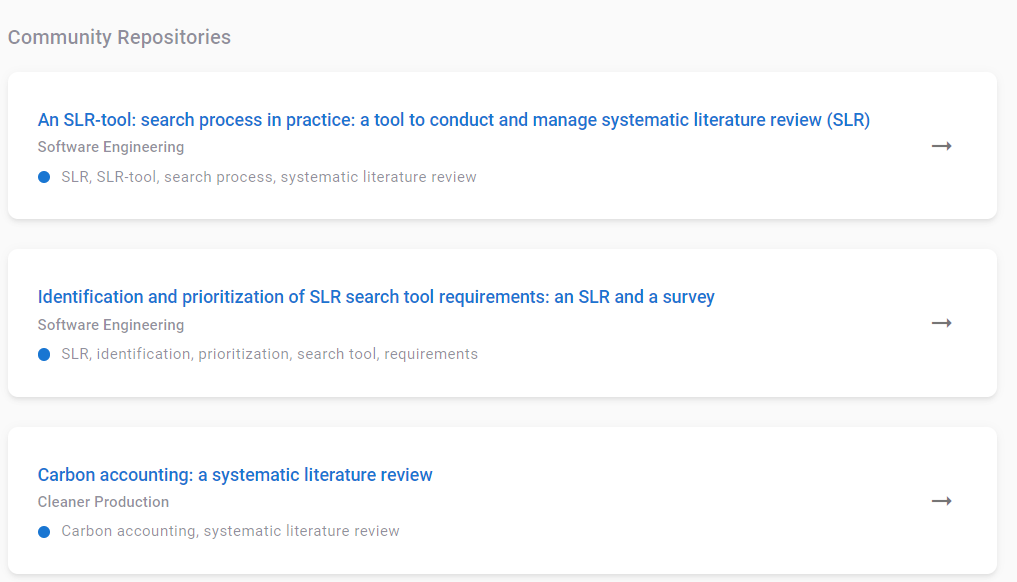 Community Repositories
An SLR-tool: search process in practice: a tool to conduct and manage systematic literature review (SLR)
Software Engineering
SLR, SLR-tool, search process, systematic literature review
Identification and prioritization of SLR search tool requirements: an SLR and a survey
Software Engineering
SLR, identification, prioritization, search tool, requirements
Carbon accounting: a systematic literature review
Cleaner Production
Carbon accounting, systematic literature review